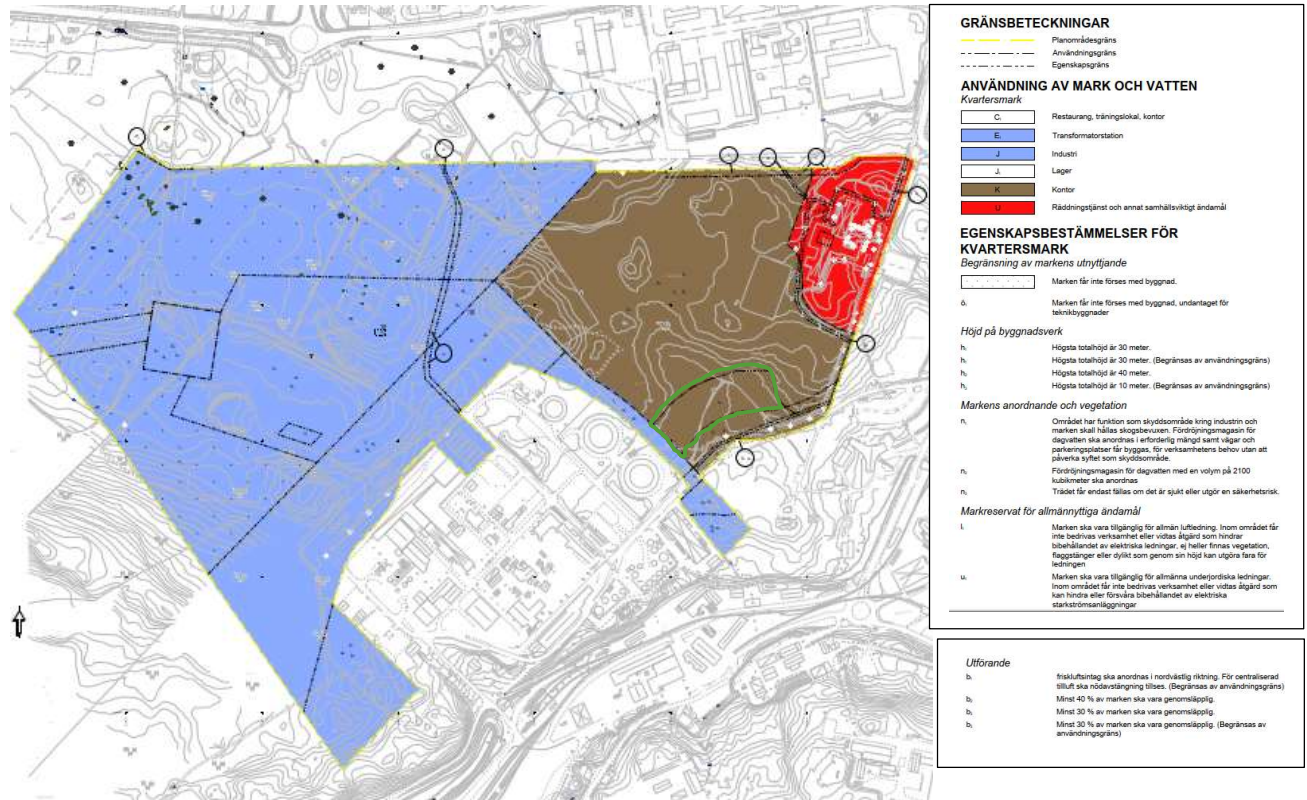 GRÄNSBETECKNINGAR
Planområdesgräns
Användningsgräns
Egenskapsgräns
ANVÄNDNING AV MARK OCH VATTEN
Kvartersmark
C₁ Restaurang, träningslokal, kontor
E₁ Transformatorstation
J Industri
J₁ Lager
K Kontor
U Räddningstjänst och annat samhällsviktigt ändamål
EGENSKAPSBESTÄMMELSER FÖR
KVARTERSMARK
Begränsning av markens utnyttjande
Marken får inte förses med byggnad.
Marken får inte förses med byggnad, undantaget för
teknikbyggnader
Höjd på byggnadsverk
Högsta totalhöjd är 30 meter.
Högsta totalhöjd är 30 meter. (Begränsas av användningsgräns)
Högsta totalhöjd är 40 meter.
Högsta totalhöjd är 10 meter. (Begränsas av användningsgräns)
Markens anordnande och vegetation
n₁ Området har funktion som skyddsområde kring industrin och
marken skall hållas skogsbevuxen. Fördröjningsmagasin för
dagvatten ska anordnas i erforderlig mängd samt vägar och
parkeringsplatser får byggas, för verksamhetens behov utan att
påverka syftet som skyddsområde.
n₂ Fördröjningsmagasin för dagvatten med en volym på 2100
kubikmeter ska anordnas
n₃ Trädet får endast fällas om det är sjukt eller utgör en säkerhetsrisk.
Markreservat för allmännyttiga ändamål
l₁ Marken ska vara tillgänglig för allmän luftledning. Inom området får
inte bedrivas verksamhet eller vidtas åtgärd som hindrar
bibehållandet av elektriska ledningar, ej heller finnas vegetation,
flaggstänger eller dylikt som genom sin höjd kan utgöra fara för
ledningen
u₁ Marken ska vara tillgänglig för allmänna underjordiska ledningar.
Inom området får inte bedrivas verksamhet eller vidtas åtgärd som
kan hindra eller försvåra bibehållandet av elektriska
starkströmsanläggningar
Utförande
b₁ friskluftsintag ska anordnas i nordvästlig riktning. För centraliserad
tilluft ska nödavstängning tillses. (Begränsas av användningsgräns)
b₂ Minst 40 % av marken ska vara genomsläpplig.
b₃ Minst 30 % av marken ska vara genomsläpplig.
Minst 30 % av marken ska vara genomsläpplig. (Begränsas av
användningsgräns)